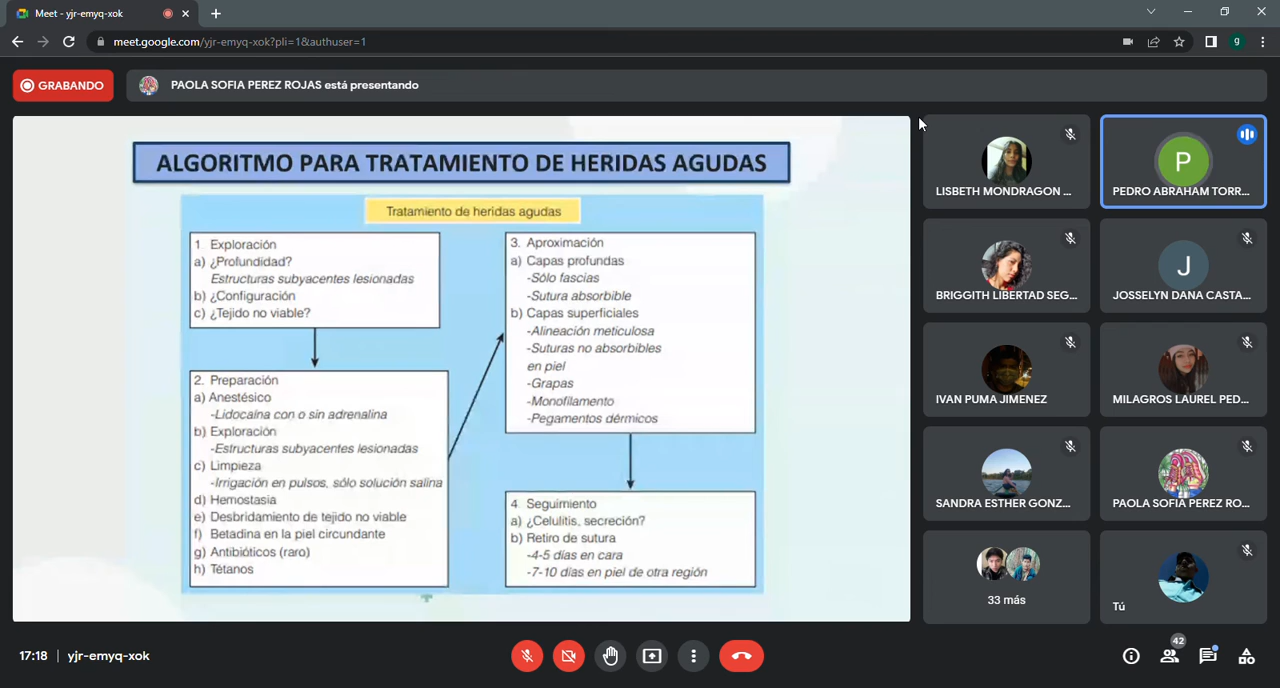 Meet - yjr-emyq-xok
meet.google.com/yjr-emyq-xok?pli=1&authuser=1
g
GRABANDO
PAOLA SOFIA PEREZ ROJAS está presentando
ALGORITMO PARA TRATAMIENTO DE HERIDAS AGUDAS
Tratamiento de heridas agudas
1. Exploración
a) ¿Profundidad?
Estructuras subyacentes lesionadas
b) ¿Configuración
c) ¿Tejido no viable?
2. Preparación
a) Anestésico
-Lidocaína con o sin adrenalina
b) Exploración
-Estructuras subyacentes lesionadas
c) Limpieza
-Irrigación en pulsos, sólo solución salina
d) Hemostasia
e) Desbridamiento de tejido no viable
f) Betadina en la piel circundante
g) Antibióticos (raro)
h) Tétanos
3. Aproximación
a) Capas profundas
-Sólo fascias
-Sutura absorbible
b) Capas superficiales
-Alineación meticulosa
-Suturas no absorbibles
en piel
-Grapas
-Monofilamento
-Pegamentos dérmicos
4. Seguimiento
a) ¿Celulitis, secreción?
b) Retiro de sutura
-4-5 días en cara
-7-10 días en piel de otra región
LISBETH MONDRAGON ...
P
PEDRO ABRAHAM TORR...
BRIGGITH LIBERTAD SEG...
J
JOSSELYN DANA CASTA...
IVAN PUMA JIMENEZ
MILAGROS LAUREL PED...
SANDRA ESTHER GONZ...
PAOLA SOFIA PEREZ RO...
33 más
Tú
17:18 | yjr-emyq-xok
42